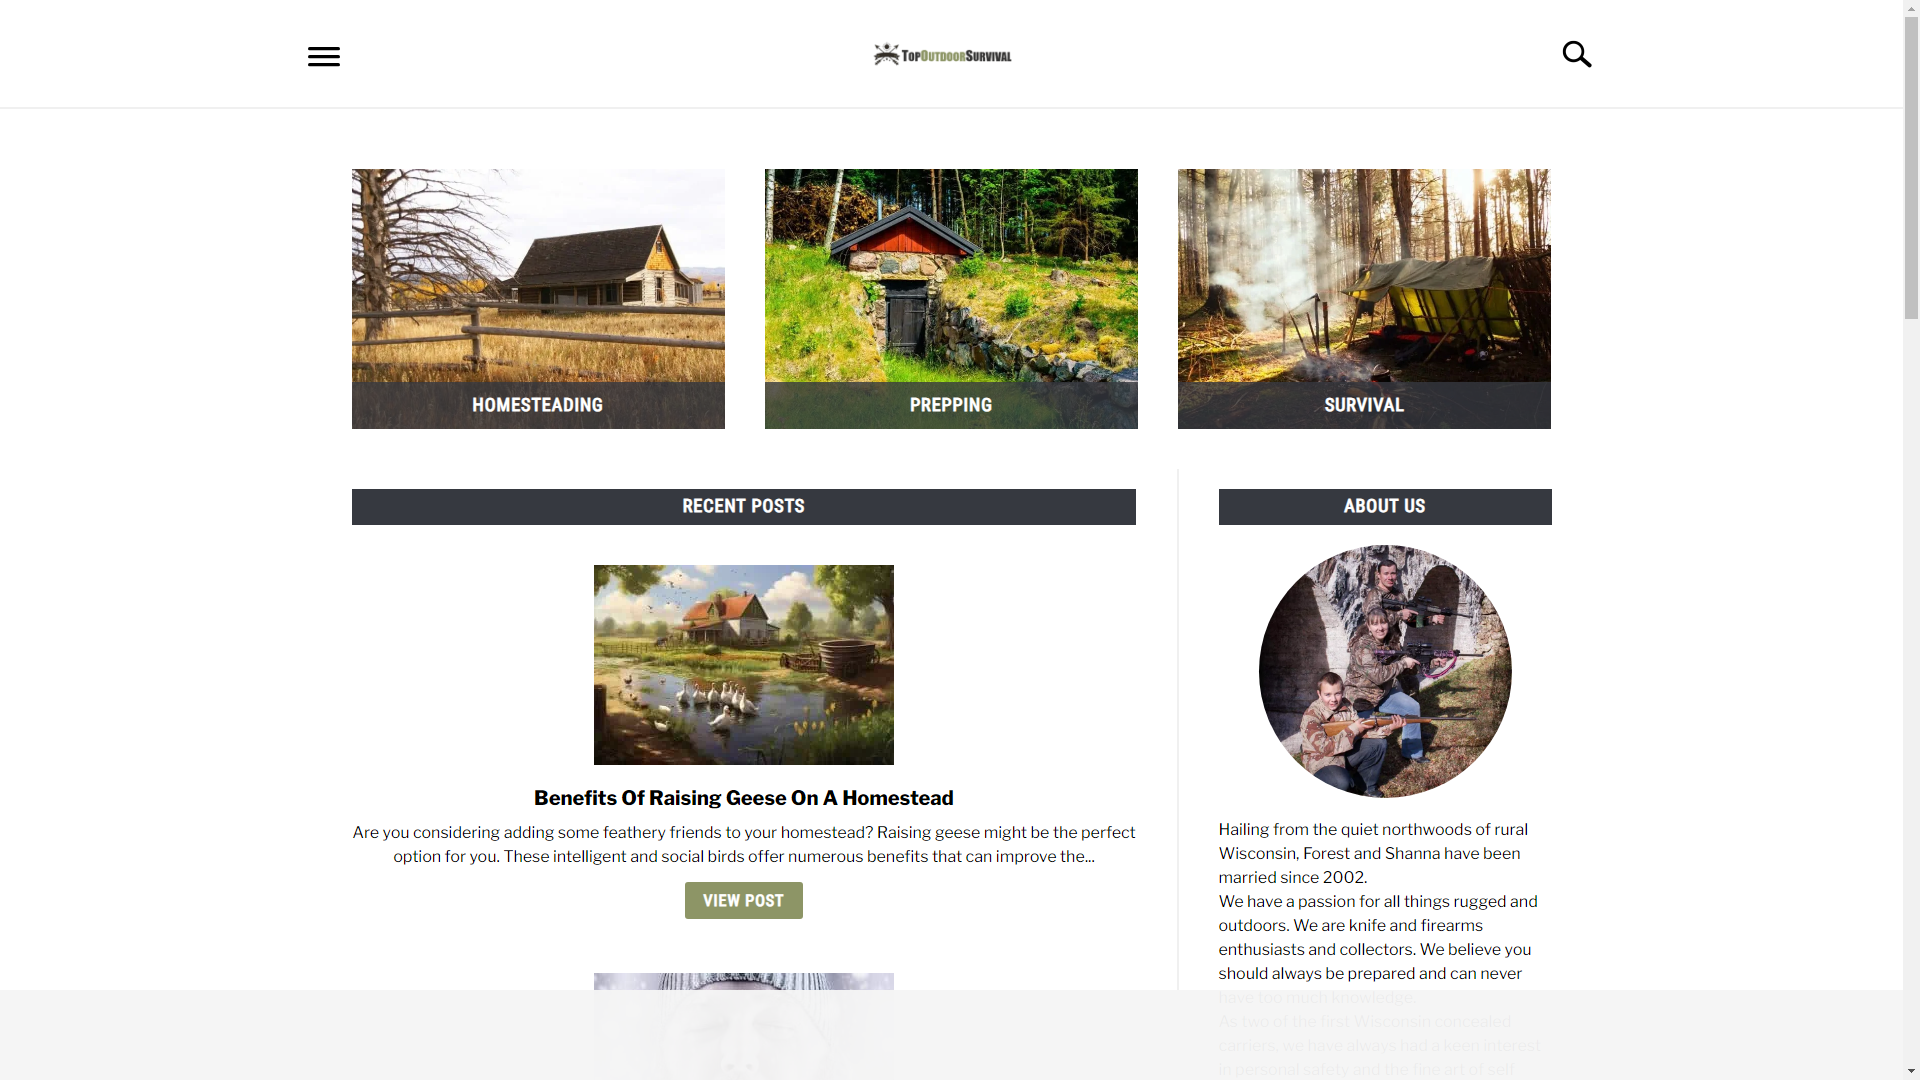 TopOutdoorSurvival
HOMESTEADING
PREPPING
SURVIVAL
RECENT POSTS
ABOUT US
Benefits Of Raising Geese On A Homestead
Are you considering adding some feathery friends to your homestead? Raising geese might be the perfect
option for you. These intelligent and social birds offer numerous benefits that can improve the...
VIEW POST
Hailing from the quiet northwoods of rural
Wisconsin, Forest and Shanna have been
married since 2002.
We have a passion for all things rugged and
outdoors. We are knife and firearms
enthusiasts and collectors. We believe you
should always be prepared and can never
have too much knowledge.
As two of the first Wisconsin concealed
carriers, we have always had a keen interest
in personal safety and the fine art of self